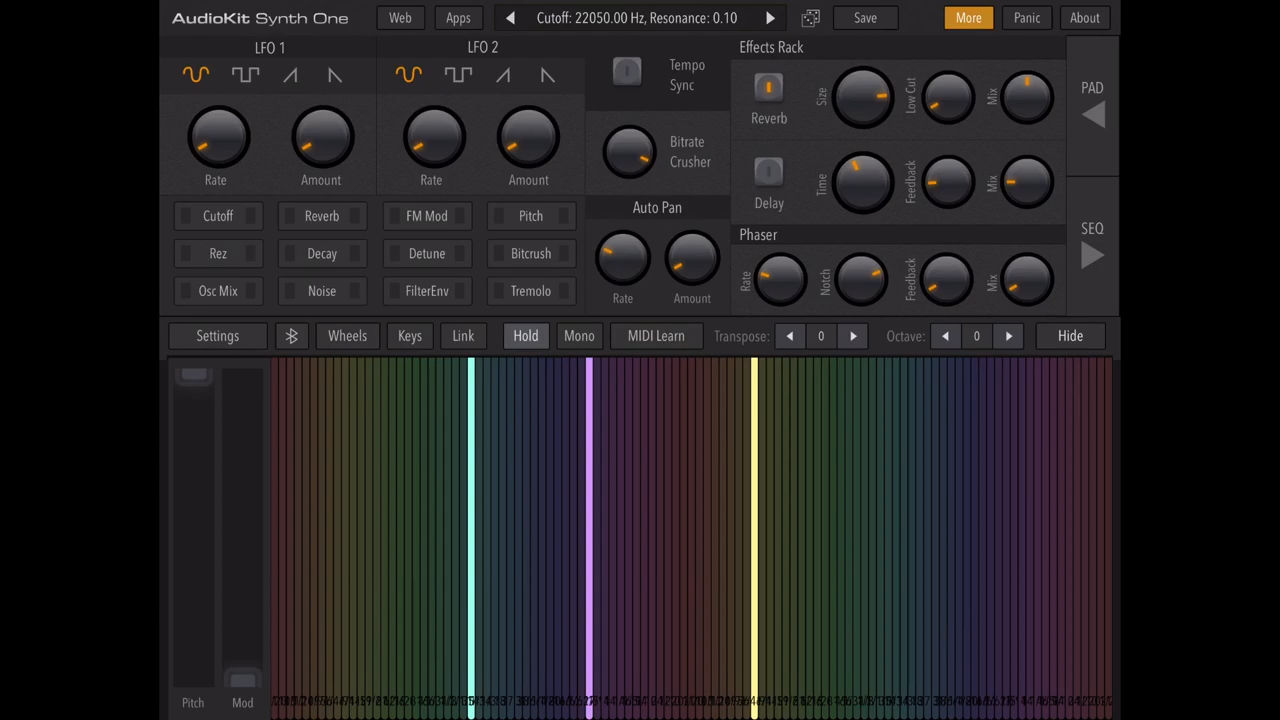 AudioKit Synth One
Web
Apps
Cutoff: 22050.00 Hz, Resonance: 0.10
Save
More
Panic
About
LFO 1
LFO 2
Tempo
Sync
Effects Rack
Reverb
Size
Low Cut
Mix
PAD
Rate
Amount
Rate
Amount
Bitrate
Crusher
Delay
Time
Feedback
Mix
Cutoff
Reverb
FM Mod
Pitch
Auto Pan
Phaser
SEQ
Rez
Decay
Detune
Bitcrush
Rate
Notch
Feedback
Mix
Osc Mix
Noise
FilterEnv
Tremolo
Rate
Amount
Settings
Wheels
Keys
Link
Hold
Mono
MIDI Learn
Transpose:
0
Octave:
0
Hide
Pitch
Mod